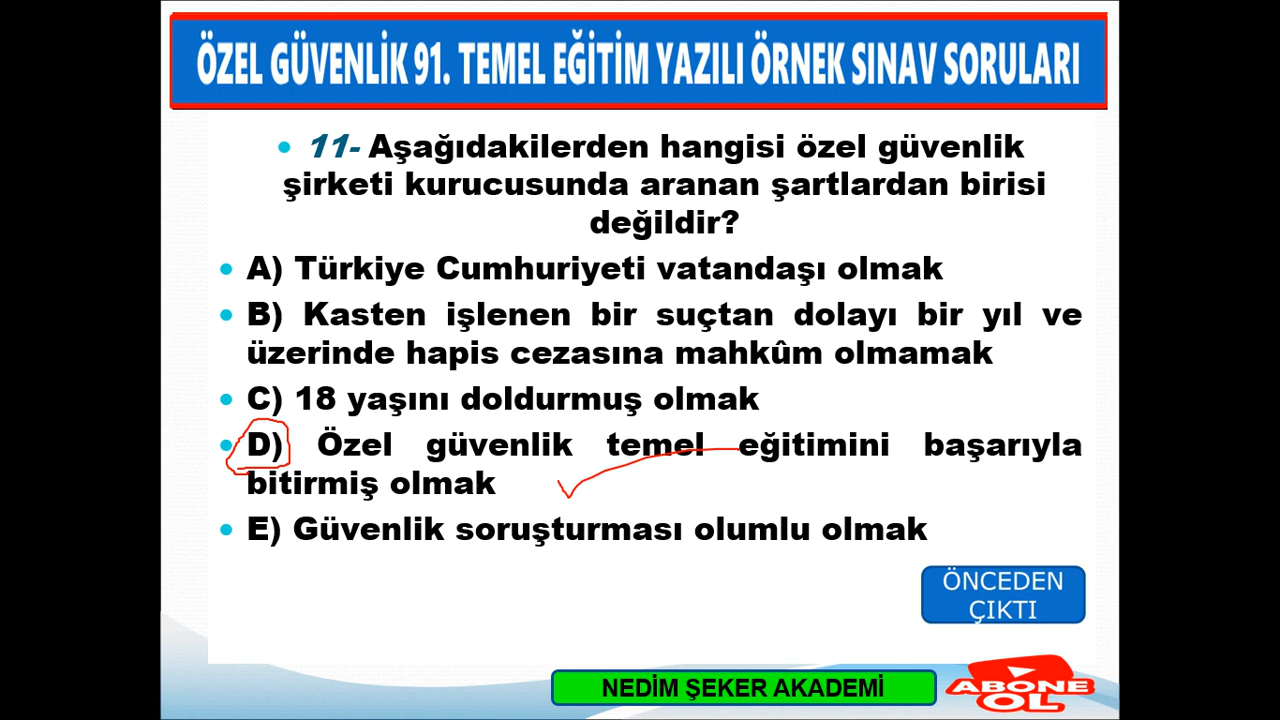 ÖZEL GÜVENLİK 91. TEMEL EĞİTİM YAZILI ÖRNEK SINAV SORULARI
• 11- Aşağıdakilerden hangisi özel güvenlik
şirketi kurucusunda aranan şartlardan birisi
değildir?
• A) Türkiye Cumhuriyeti vatandaşı olmak
• B) Kasten işlenen bir suçtan dolayı bir yıl ve
üzerinde hapis cezasına mahkûm olmamak
• C) 18 yaşını doldurmuş olmak
• D) Özel güvenlik temel eğitimini başarıyla
bitirmiş olmak
• E) Güvenlik soruşturması olumlu olmak
ÖNCEDEN
ÇIKTI
NEDİM ŞEKER AKADEMİ
ABONE
OL